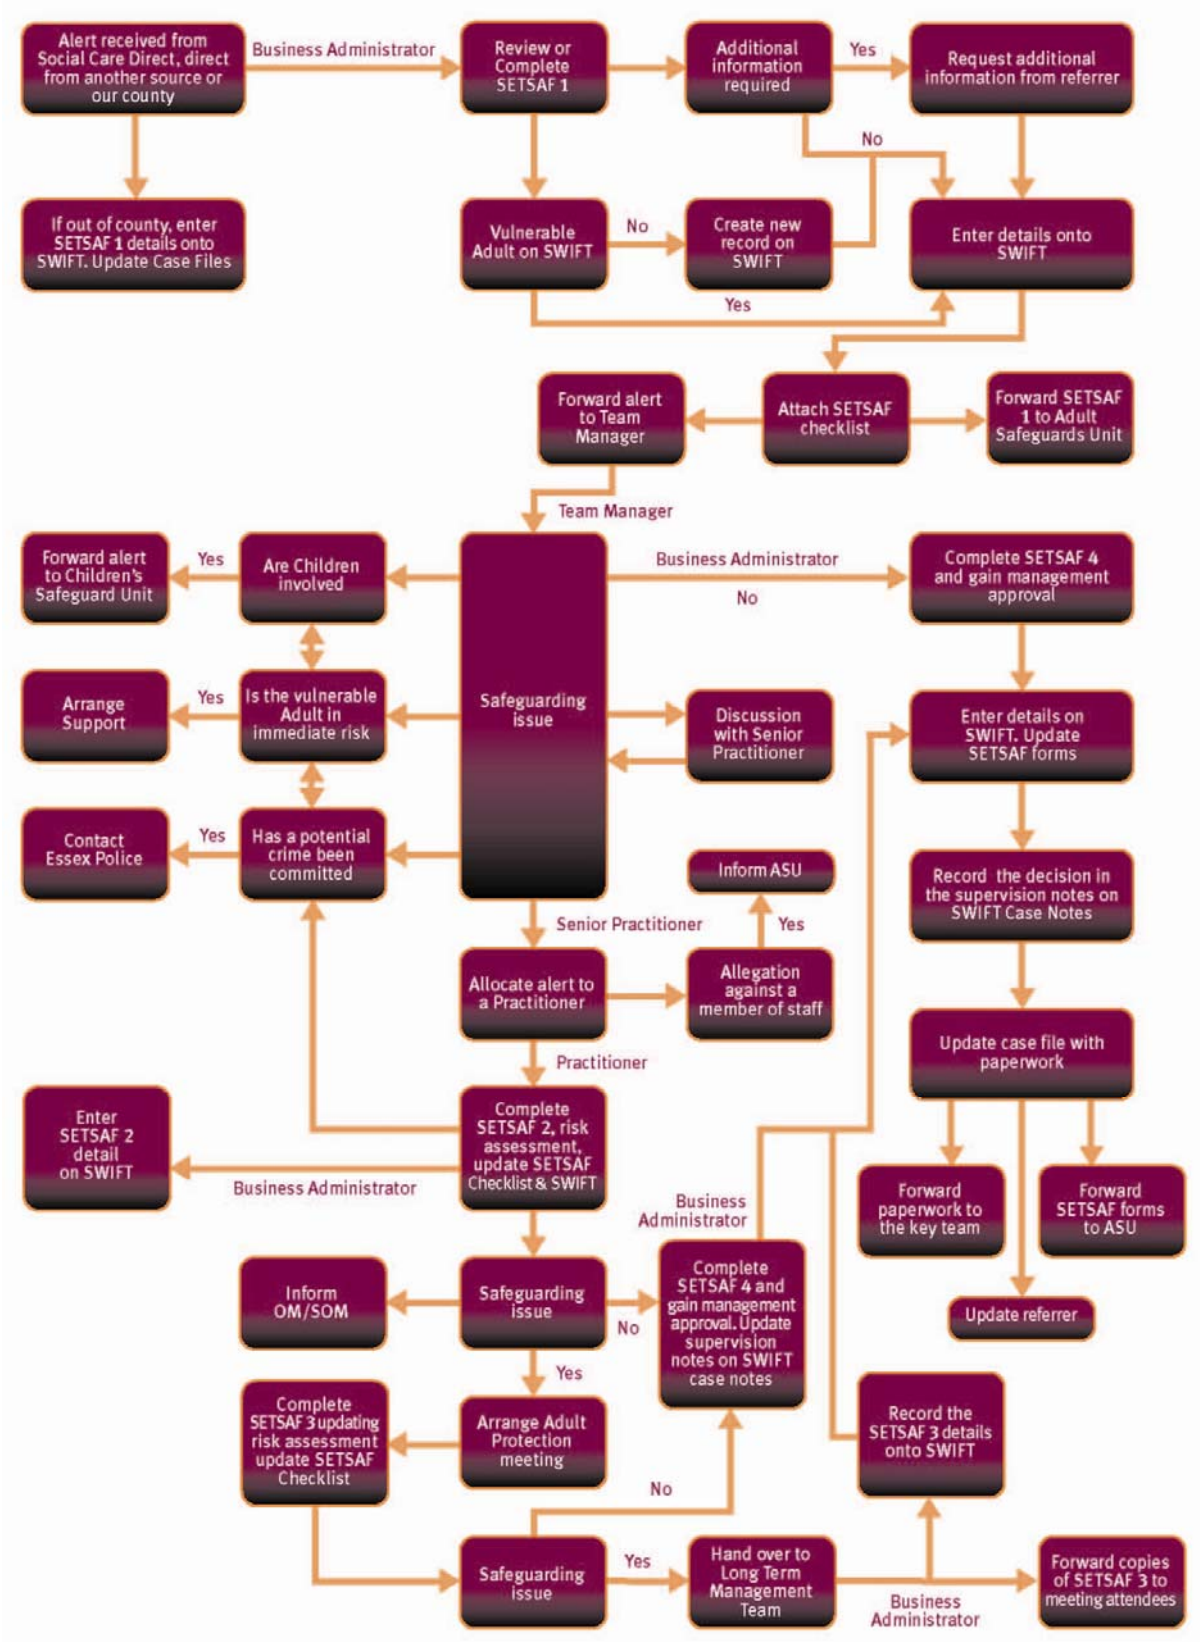 Alert received from
Social Care Direct, direct
from another source or
our county
Business Administrator
Review or
Complete
SETSAF 1
Additional
information
required
Yes
Request additional
information from referrer
No
If out of county, enter
SETSAF 1 details onto
SWIFT. Update Case Files
Vulnerable
Adult on SWIFT
No
Create new
record on
SWIFT
Enter details onto
SWIFT
Yes
Forward alert
to Team
Manager
Attach SETSAF
checklist
Forward SETSAF
1 to Adult
Safeguards Unit
Team Manager
Forward alert
to Children's
Safeguard Unit
Yes
Are Children
involved
Safeguarding
issue
Business Administrator
No
Complete SETSAF 4
and gain management
approval
Arrange
Support
Yes
Is the vulnerable
Adult in
immediate risk
Discussion
with Senior
Practitioner
Enter details on
SWIFT. Update
SETSAF forms
Contact
Essex Police
Yes
Has a potential
crime been
committed
Inform ASU
Record the decision in
the supervision notes on
SWIFT Case Notes
Senior Practitioner
Yes
Allocate alert to
a Practitioner
Allegation
against a
member of staff
Update case file with
paperwork
Practitioner
Enter
SETSAF 2
detail
on SWIFT
Business Administrator
Complete
SETSAF 2, risk
assessment,
update SETSAF
Checklist & SWIFT
Business
Administrator
Forward
paperwork to
the key team
Forward
SETSAF forms
to ASU
Update referrer
Inform
OM/SOM
Safeguarding
issue
No
Complete
SETSAF 4 and
gain management
approval. Update
supervision
notes on SWIFT
case notes
Yes
Complete
SETSAF 3 updating
risk assessment
update SETSAF
Checklist
Arrange Adult
Protection
meeting
Record the
SETSAF 3 details
onto SWIFT
No
Safeguarding
issue
Yes
Hand over to
Long Term
Management
Team
Business
Administrator
Forward copies
of SETSAF 3 to
meeting attendees